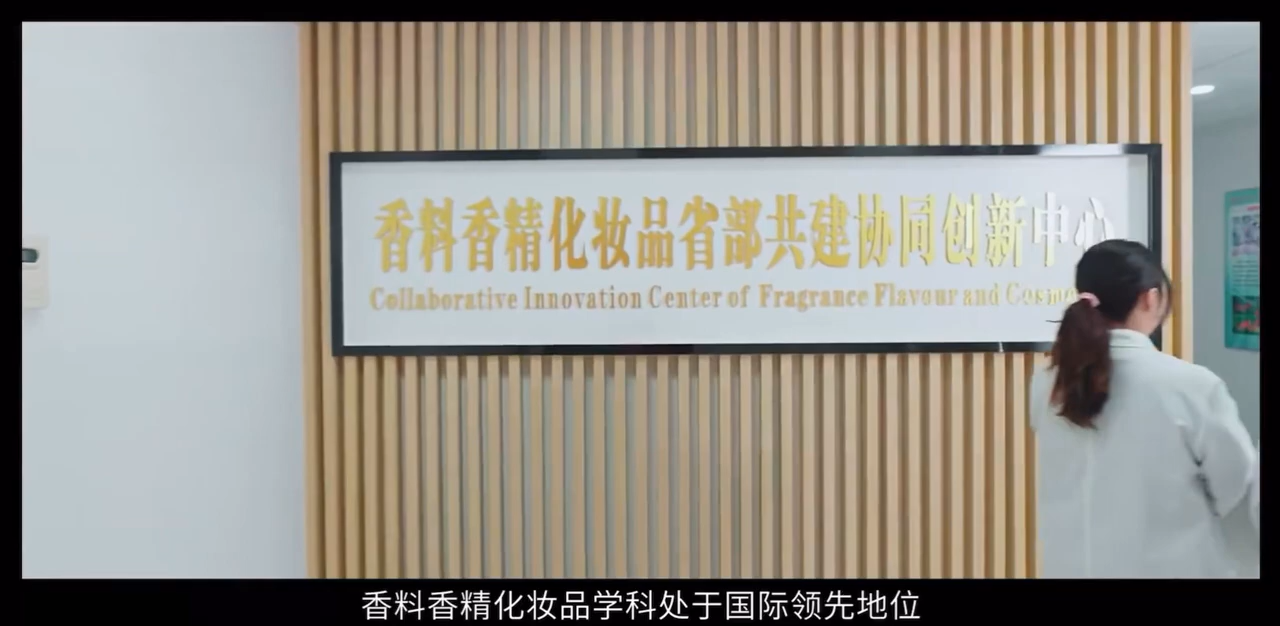 香料香精化妆品省部共建协同创新中心
Collaborative Innovation Center of Fragrance Flavour and
香料香精化妆品学科处于国际领先地位